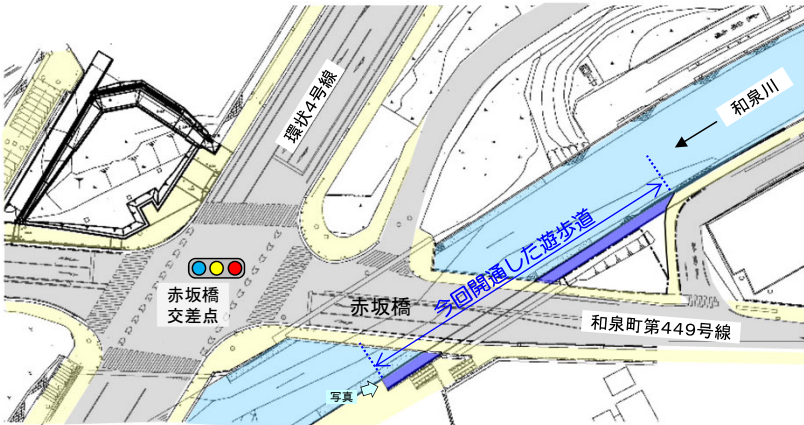 環状4号線
和泉川
今回開通した遊歩道
赤坂橋
交差点
赤坂橋
和泉町第449号線
写真